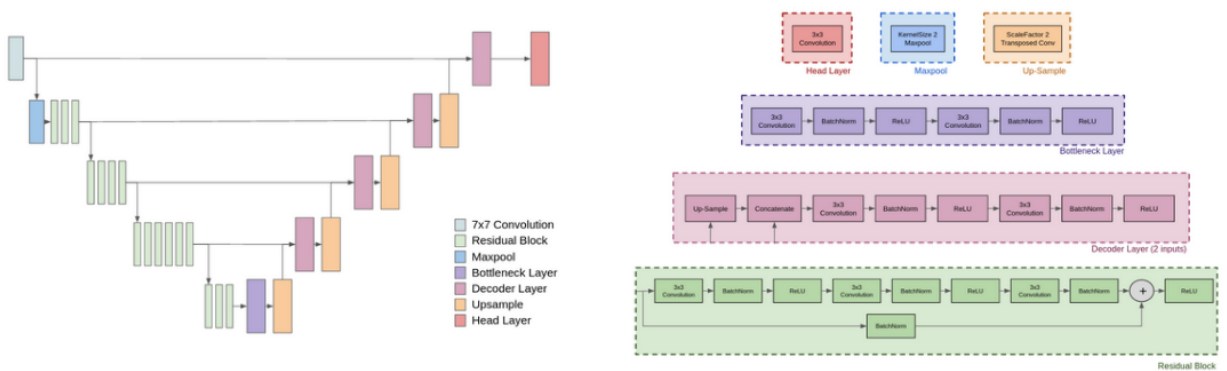 7x7 Convolution
Residual Block
Maxpool
Bottleneck Layer
Decoder Layer
Upsample
Head Layer
3x3
Convolution
Head Layer
KernelSize 2
Maxpool
Maxpool
ScaleFactor 2
Transposed Conv
Up-Sample
3x3
Convolution
BatchNorm
ReLU
3x3
Convolution
BatchNorm
ReLU
Bottleneck Layer
Up-Sample
Concatenate
3x3
Convolution
BatchNorm
ReLU
3x3
Convolution
BatchNorm
ReLU
Decoder Layer (2 inputs)
3x3
Convolution
BatchNorm
ReLU
3x3
Convolution
BatchNorm
ReLU
3x3
Convolution
BatchNorm
+
ReLU
BatchNorm
Residual Block